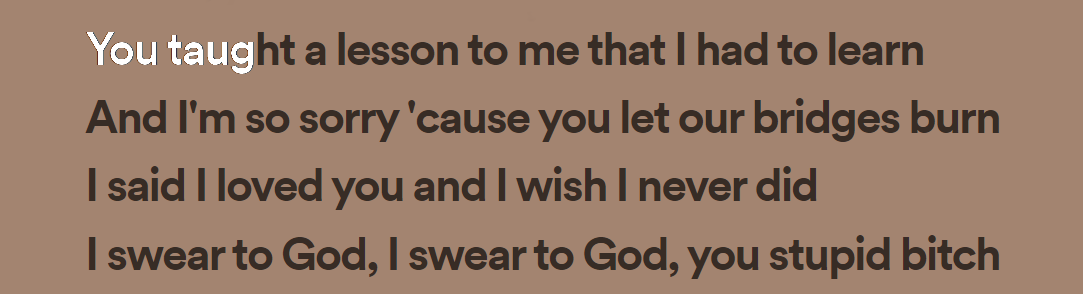 You taught a lesson to me that I had to learn
And I'm so sorry 'cause you let our bridges burn
I said I loved you and I wish I never did
I swear to God, I swear to God, you stupid bitch